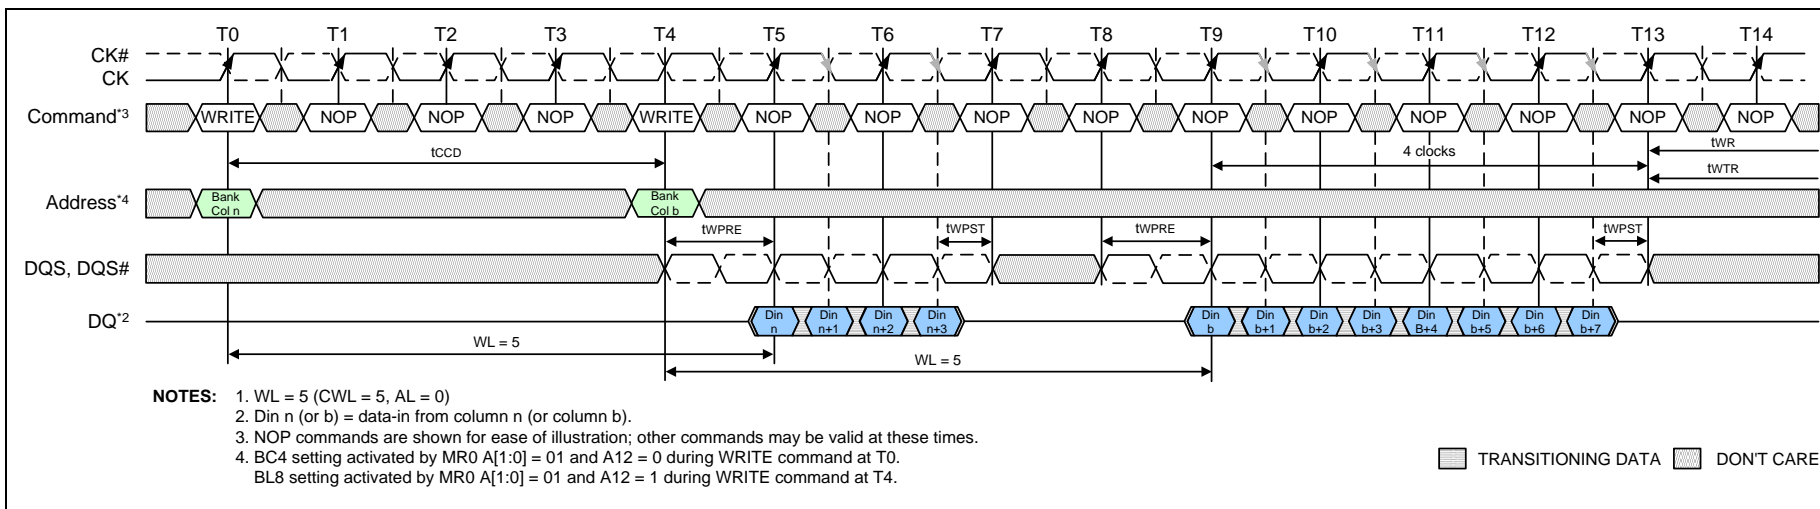 T0 T1 T2 T3 T4 T5 T6 T7 T8 T9 T10 T11 T12 T13 T14
CK#
CK
Command*3 WRITE NOP NOP NOP WRITE NOP NOP NOP NOP NOP NOP NOP NOP NOP NOP
tCCD 4 clocks tWR
tWTR
Address*4 Bank Col n Bank Col b
tWPRE tWPST tWPRE tWPST
DQS, DQS#
DQ*2 Din n Din n+1 Din n+2 Din n+3 Din b Din b+1 Din b+2 Din b+3 Din B+4 Din b+5 Din b+6 Din b+7
WL = 5
WL = 5
NOTES: 1. WL = 5 (CWL = 5, AL = 0)
2. Din n (or b) = data-in from column n (or column b).
3. NOP commands are shown for ease of illustration; other commands may be valid at these times.
4. BC4 setting activated by MR0 A[1:0] = 01 and A12 = 0 during WRITE command at T0.
BL8 setting activated by MR0 A[1:0] = 01 and A12 = 1 during WRITE command at T4.
TRANSITIONING DATA DON'T CARE